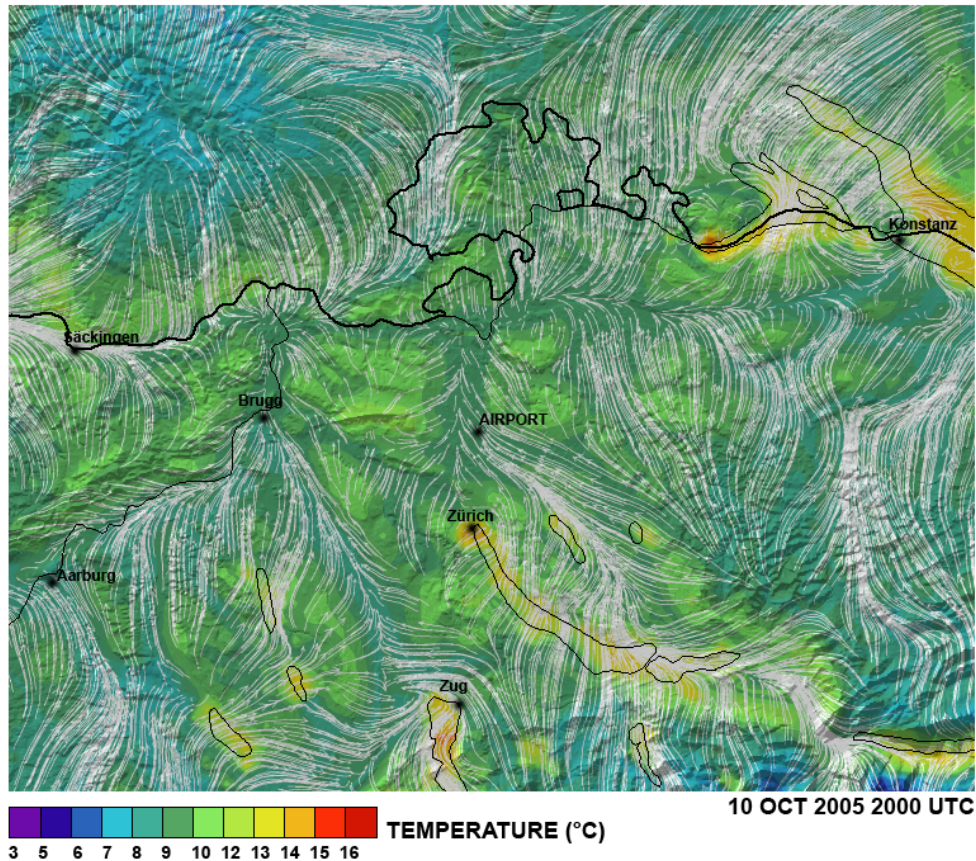 Konstanz
Säckingen
Brugg
AIRPORT
Zürich
Aarburg
Zug
10 OCT 2005 2000 UTC
TEMPERATURE (°C)
3 5 6 7 8 9 10 12 13 14 15 16